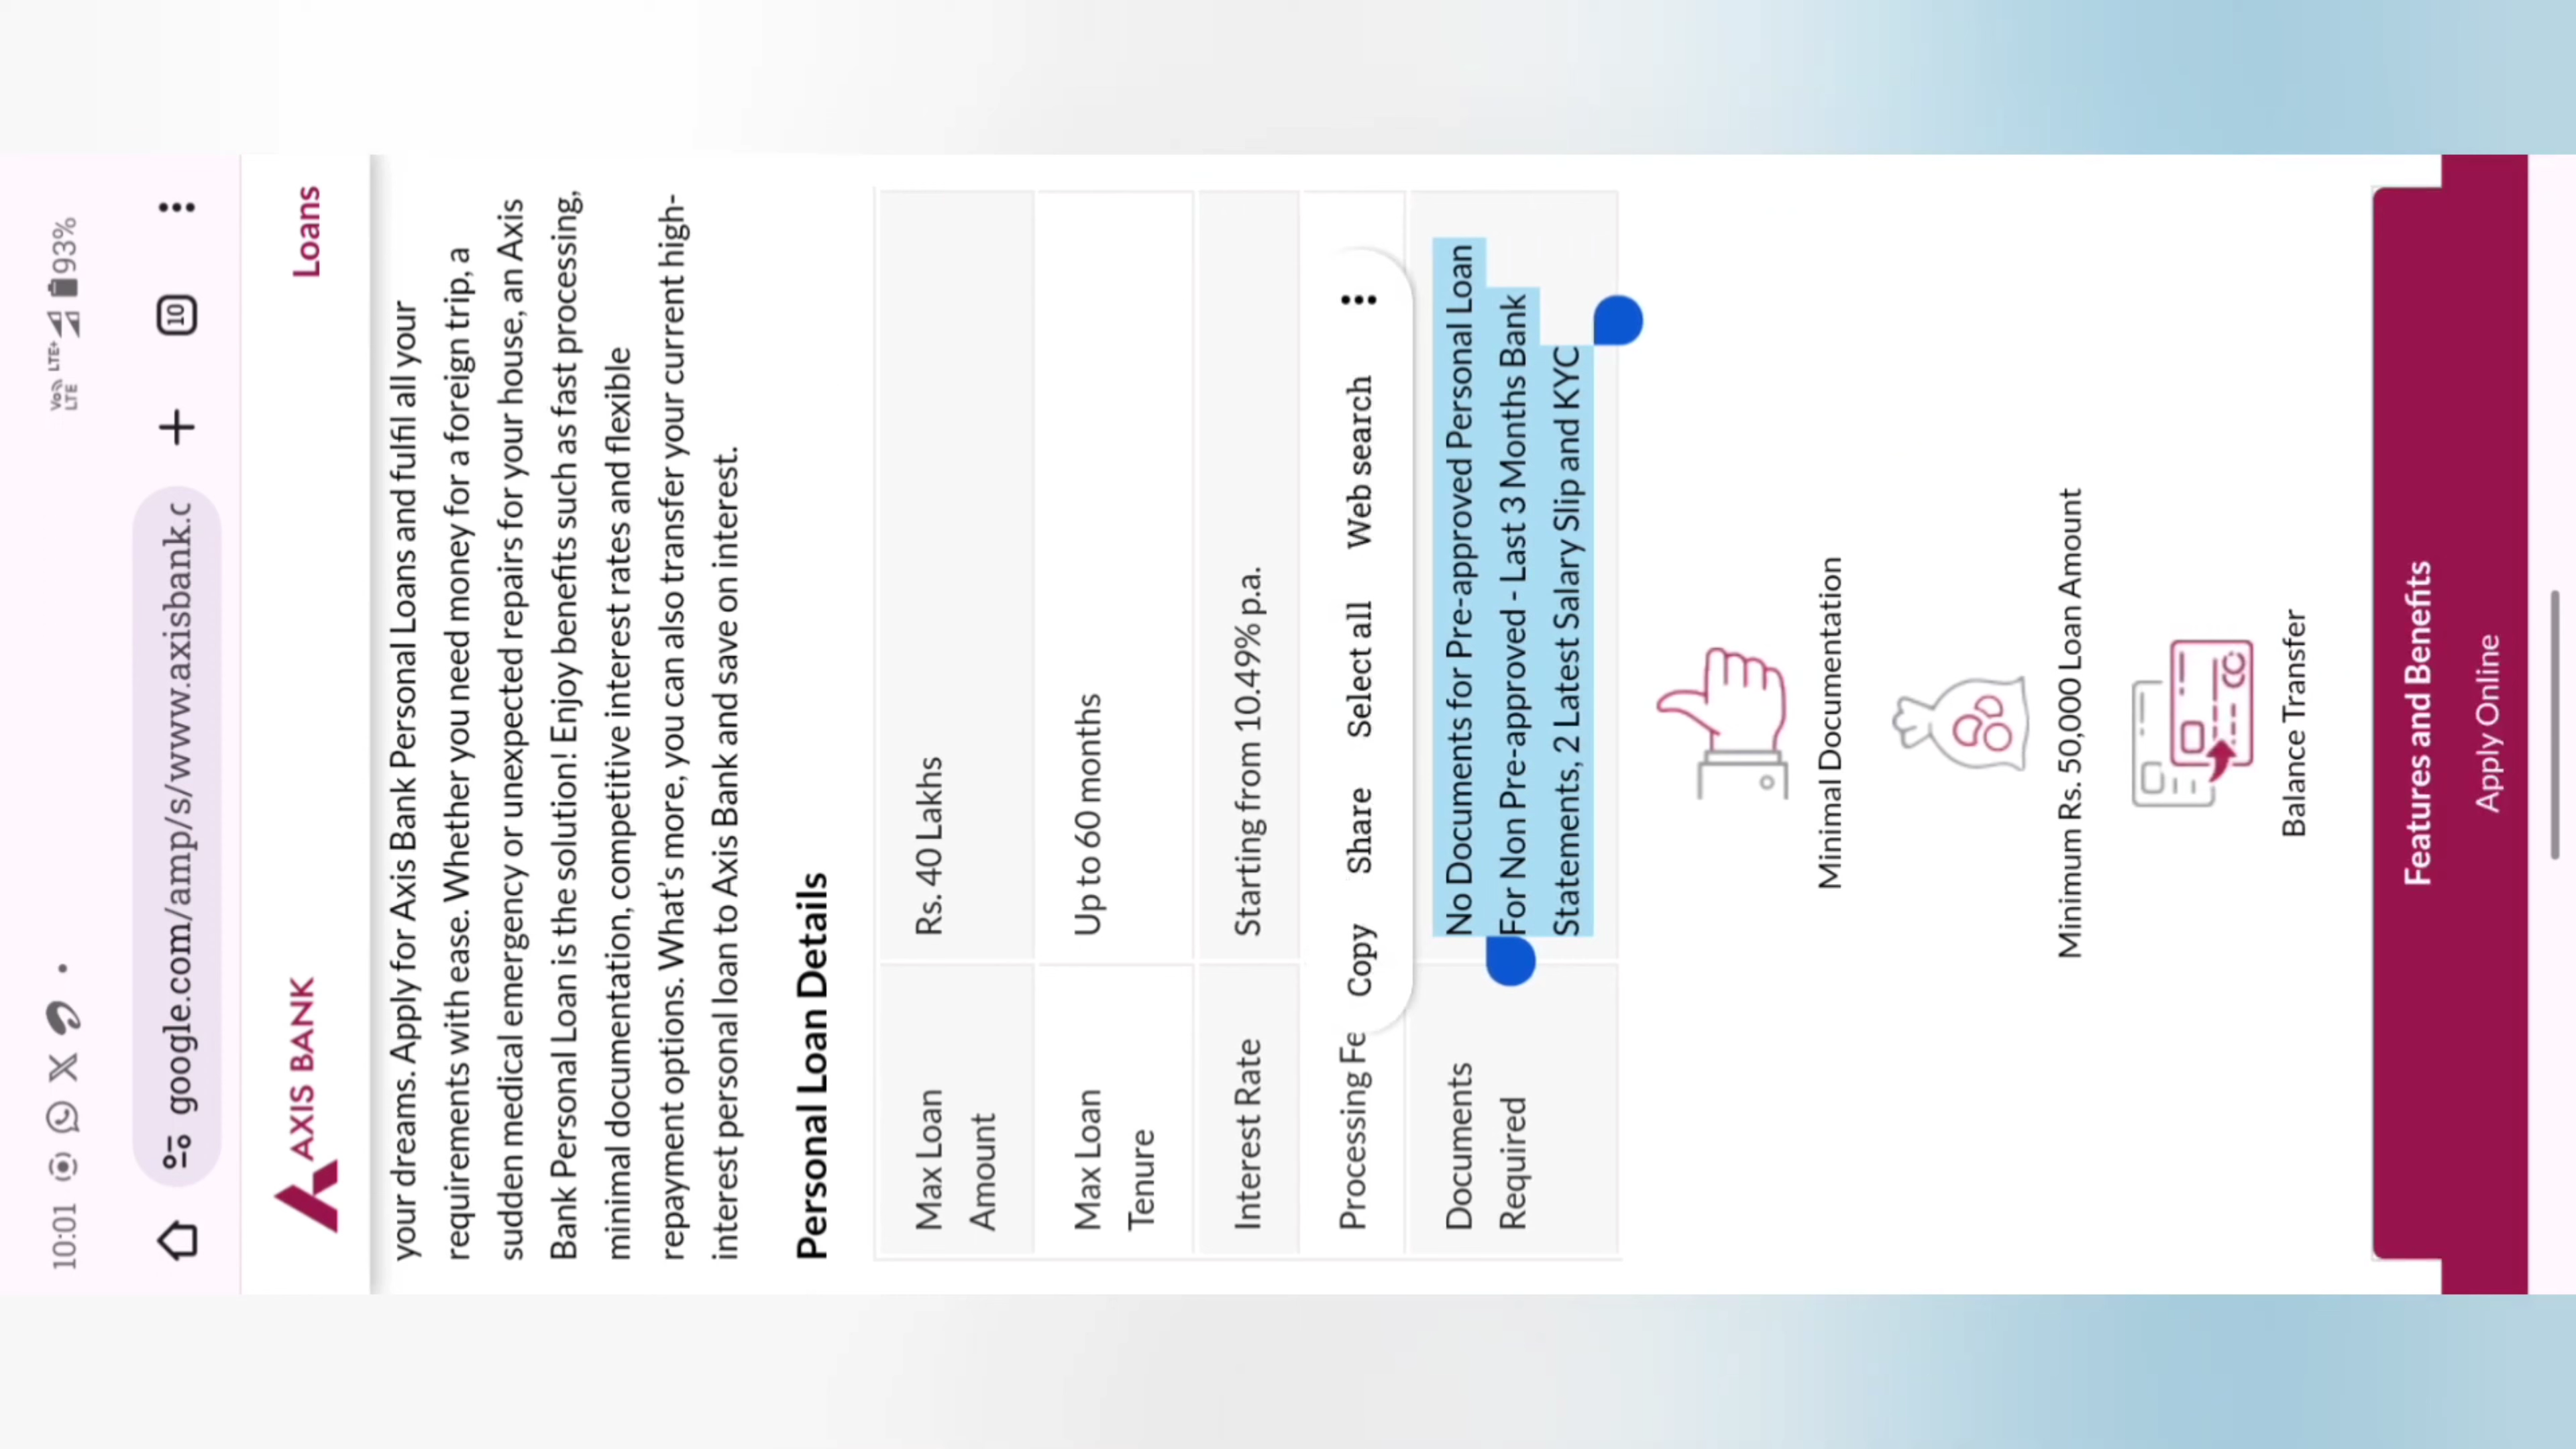 10:01
Vo LTE LTE+ 93%
google.com/amp/s/www.axisbank.c
10
AXIS BANK
Loans
your dreams. Apply for Axis Bank Personal Loans and fulfil all your
requirements with ease. Whether you need money for a foreign trip, a
sudden medical emergency or unexpected repairs for your house, an Axis
Bank Personal Loan is the solution! Enjoy benefits such as fast processing,
minimal documentation, competitive interest rates and flexible
repayment options. What's more, you can also transfer your current high-
interest personal loan to Axis Bank and save on interest.
Personal Loan Details
Max Loan Amount
Rs. 40 Lakhs
Max Loan Tenure
Up to 60 months
Interest Rate
Starting from 10.49% p.a.
Processing Fe
Copy Share Select all Web search
Documents Required
No Documents for Pre-approved Personal Loan
For Non Pre-approved - Last 3 Months Bank
Statements, 2 Latest Salary Slip and KYC
Minimal Documentation
Minimum Rs. 50,000 Loan Amount
Balance Transfer
Features and Benefits
Apply Online